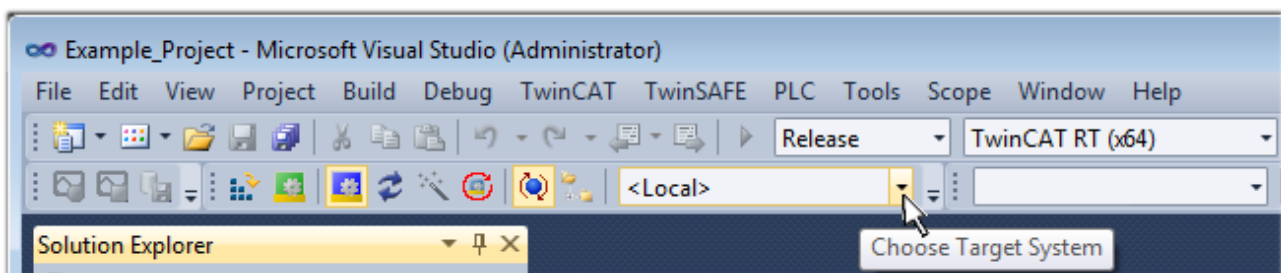 Example_Project - Microsoft Visual Studio (Administrator)
File Edit View Project Build Debug TwinCAT TwinSAFE PLC Tools Scope Window Help
Release TwinCAT RT (x64)
<Local>
Solution Explorer
Choose Target System